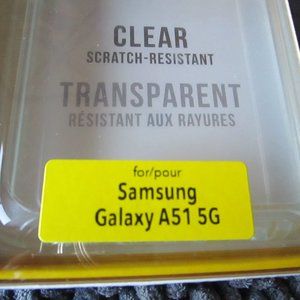 CLEAR
SCRATCH-RESISTANT
TRANSPARENT
RÉSISTANT AUX RAYURES
for/pour
Samsung
Galaxy A51 5G